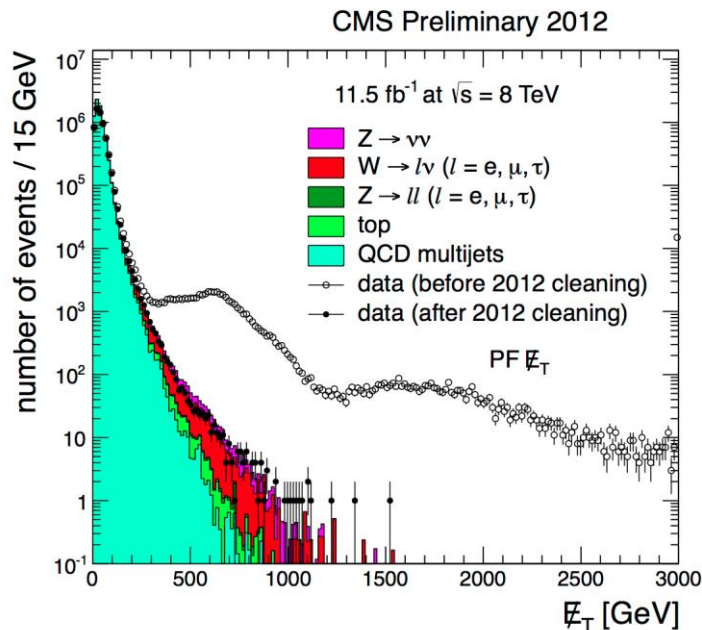 CMS Preliminary 2012
number of events / 15 GeV
10⁷
10⁶
10⁵
10⁴
10³
10²
10
1
10⁻¹
11.5 fb⁻¹ at √s = 8 TeV
Z → νν
W → lν (l = e, μ, τ)
Z → ll (l = e, μ, τ)
top
QCD multijets
data (before 2012 cleaning)
data (after 2012 cleaning)
PF E̸_T
0 500 1000 1500 2000 2500 3000
E̸_T [GeV]